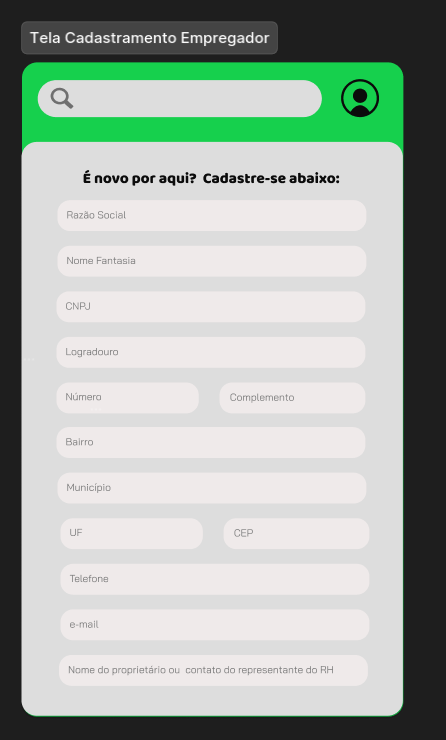 Tela Cadastramento Empregador
É novo por aqui? Cadastre-se abaixo:
Razão Social
Nome Fantasia
CNPJ
Logradouro
Número
Complemento
Bairro
Município
UF
CEP
Telefone
e-mail
Nome do proprietário ou contato do representante do RH